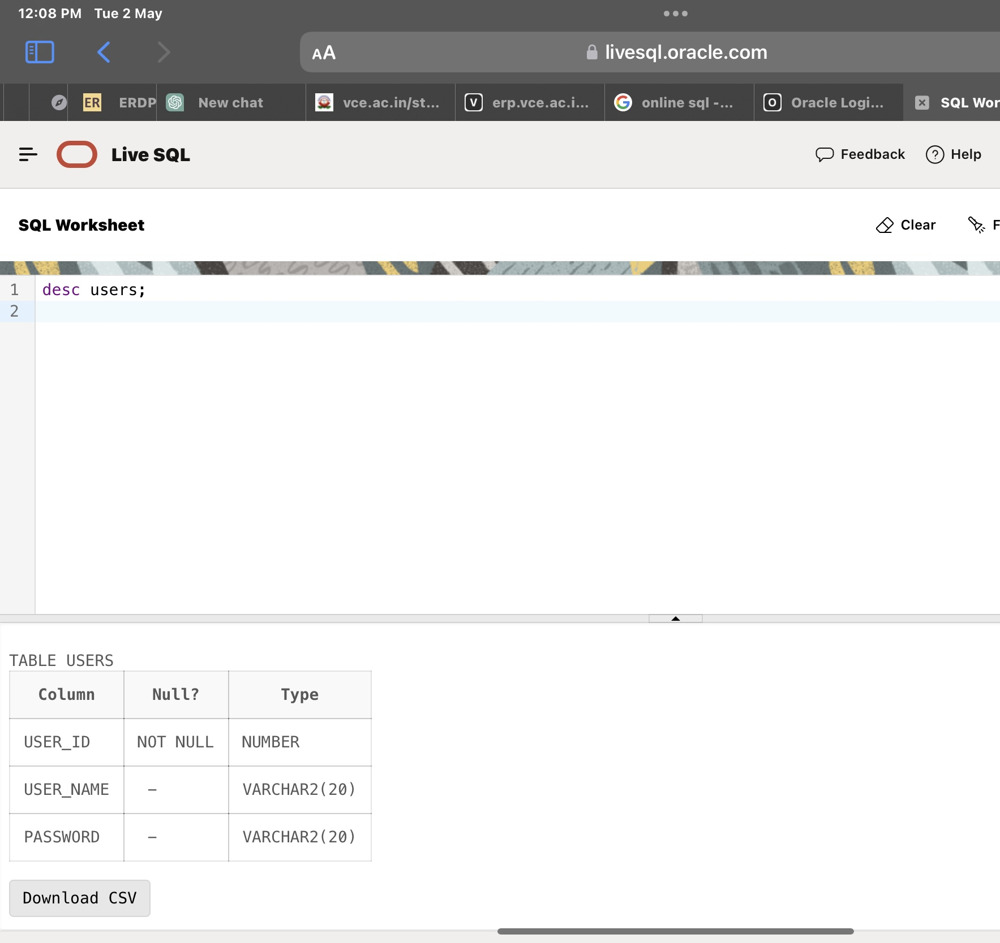 12:08 PM Tue 2 May
AA livesql.oracle.com
ER ERDP New chat vce.ac.in/st... V erp.vce.ac.i... G online sql -... O Oracle Logi... SQL Wor
Live SQL Feedback ? Help
SQL Worksheet Clear F
1 desc users;
2
TABLE USERS
Column Null? Type
USER_ID NOT NULL NUMBER
USER_NAME – VARCHAR2(20)
PASSWORD – VARCHAR2(20)
Download CSV